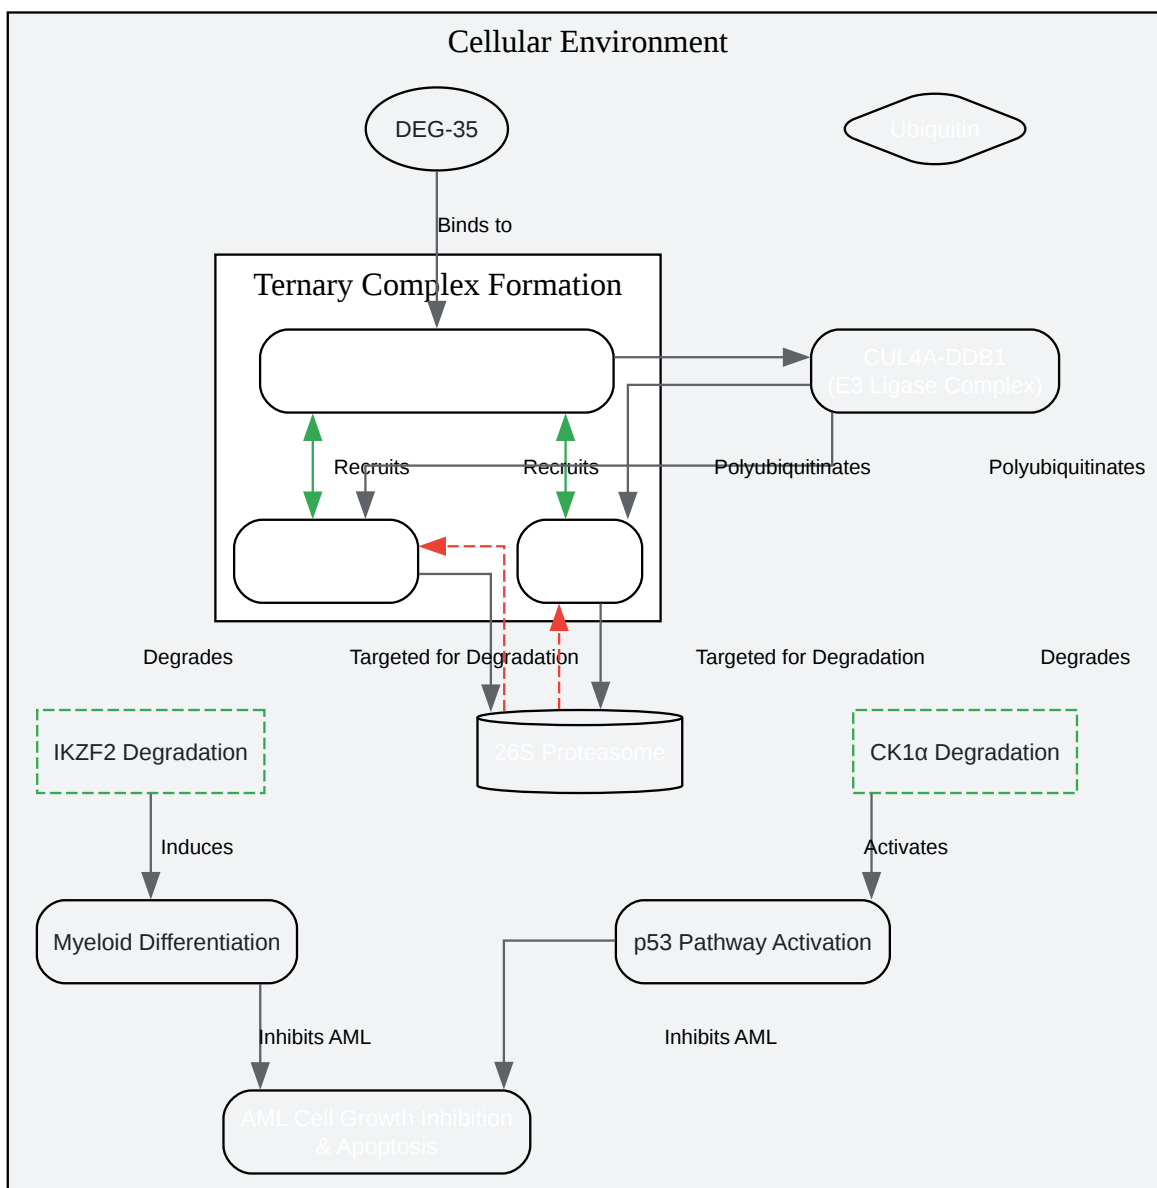 Cellular Environment
DEG-35
Ubiquitin
Binds to
Ternary Complex Formation
CUL4A-DDB1
(E3 Ligase Complex)
Recruits
Recruits
Polyubiquitinates
Polyubiquitinates
Degrades
Targeted for Degradation
Targeted for Degradation
Degrades
IKZF2 Degradation
26S Proteasome
CK1α Degradation
Induces
Activates
Myeloid Differentiation
p53 Pathway Activation
Inhibits AML
Inhibits AML
AML Cell Growth Inhibition
& Apoptosis